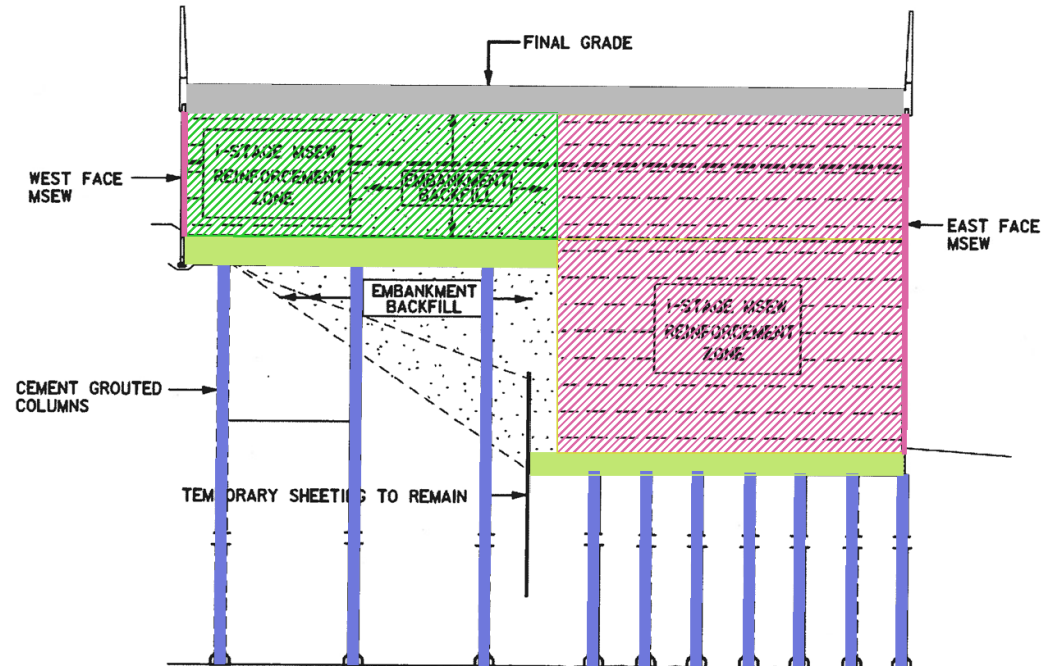 FINAL GRADE
1-STAGE MSEW
REINFORCEMENT
ZONE
EMBANKMENT
BACKFILL
WEST FACE
MSEW
EAST FACE
MSEW
EMBANKMENT
BACKFILL
1-STAGE MSEW
REINFORCEMENT
ZONE
CEMENT GROUTED
COLUMNS
TEMPORARY SHEETING TO REMAIN